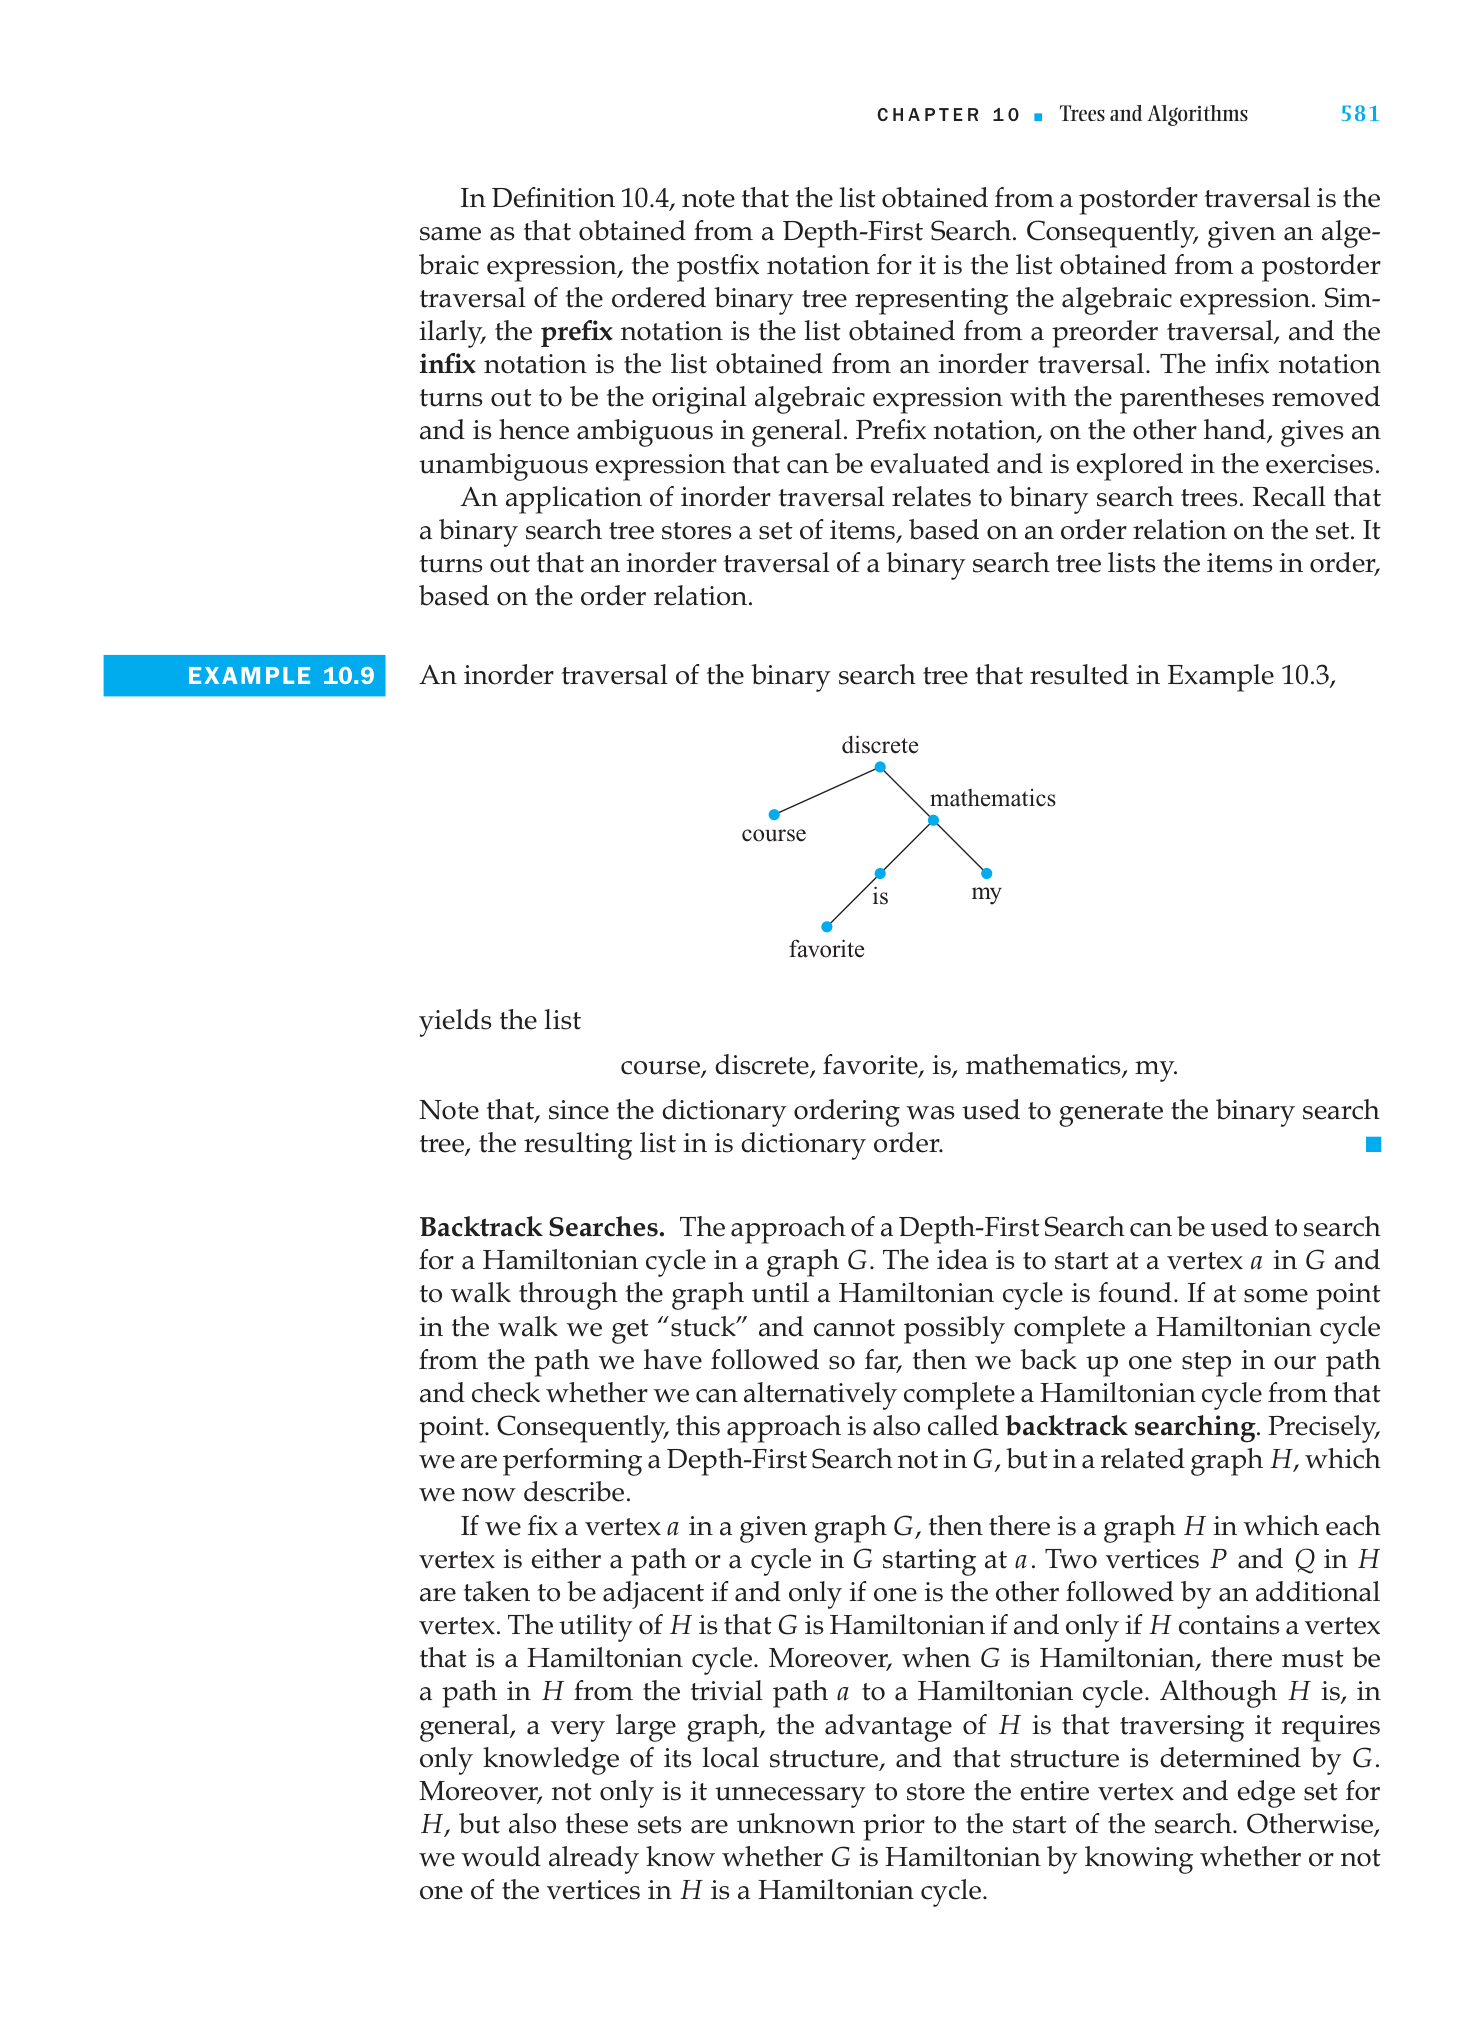 CHAPTER 10 ■ Trees and Algorithms 581
In Definition 10.4, note that the list obtained from a postorder traversal is the
same as that obtained from a Depth-First Search. Consequently, given an alge-
braic expression, the postfix notation for it is the list obtained from a postorder
traversal of the ordered binary tree representing the algebraic expression. Sim-
ilarly, the prefix notation is the list obtained from a preorder traversal, and the
infix notation is the list obtained from an inorder traversal. The infix notation
turns out to be the original algebraic expression with the parentheses removed
and is hence ambiguous in general. Prefix notation, on the other hand, gives an
unambiguous expression that can be evaluated and is explored in the exercises.
An application of inorder traversal relates to binary search trees. Recall that
a binary search tree stores a set of items, based on an order relation on the set. It
turns out that an inorder traversal of a binary search tree lists the items in order,
based on the order relation.
EXAMPLE 10.9 An inorder traversal of the binary search tree that resulted in Example 10.3,
discrete
mathematics
course
is
my
favorite
yields the list
course, discrete, favorite, is, mathematics, my.
Note that, since the dictionary ordering was used to generate the binary search
tree, the resulting list in is dictionary order. ■
Backtrack Searches. The approach of a Depth-First Search can be used to search
for a Hamiltonian cycle in a graph G. The idea is to start at a vertex a in G and
to walk through the graph until a Hamiltonian cycle is found. If at some point
in the walk we get “stuck” and cannot possibly complete a Hamiltonian cycle
from the path we have followed so far, then we back up one step in our path
and check whether we can alternatively complete a Hamiltonian cycle from that
point. Consequently, this approach is also called backtrack searching. Precisely,
we are performing a Depth-First Search not in G, but in a related graph H, which
we now describe.
If we fix a vertex a in a given graph G, then there is a graph H in which each
vertex is either a path or a cycle in G starting at a. Two vertices P and Q in H
are taken to be adjacent if and only if one is the other followed by an additional
vertex. The utility of H is that G is Hamiltonian if and only if H contains a vertex
that is a Hamiltonian cycle. Moreover, when G is Hamiltonian, there must be
a path in H from the trivial path a to a Hamiltonian cycle. Although H is, in
general, a very large graph, the advantage of H is that traversing it requires
only knowledge of its local structure, and that structure is determined by G.
Moreover, not only is it unnecessary to store the entire vertex and edge set for
H, but also these sets are unknown prior to the start of the search. Otherwise,
we would already know whether G is Hamiltonian by knowing whether or not
one of the vertices in H is a Hamiltonian cycle.